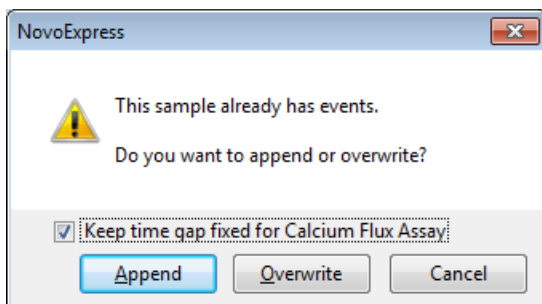 NovoExpress
This sample already has events.
Do you want to append or overwrite?
Keep time gap fixed for Calcium Flux Assay
Append Overwrite Cancel